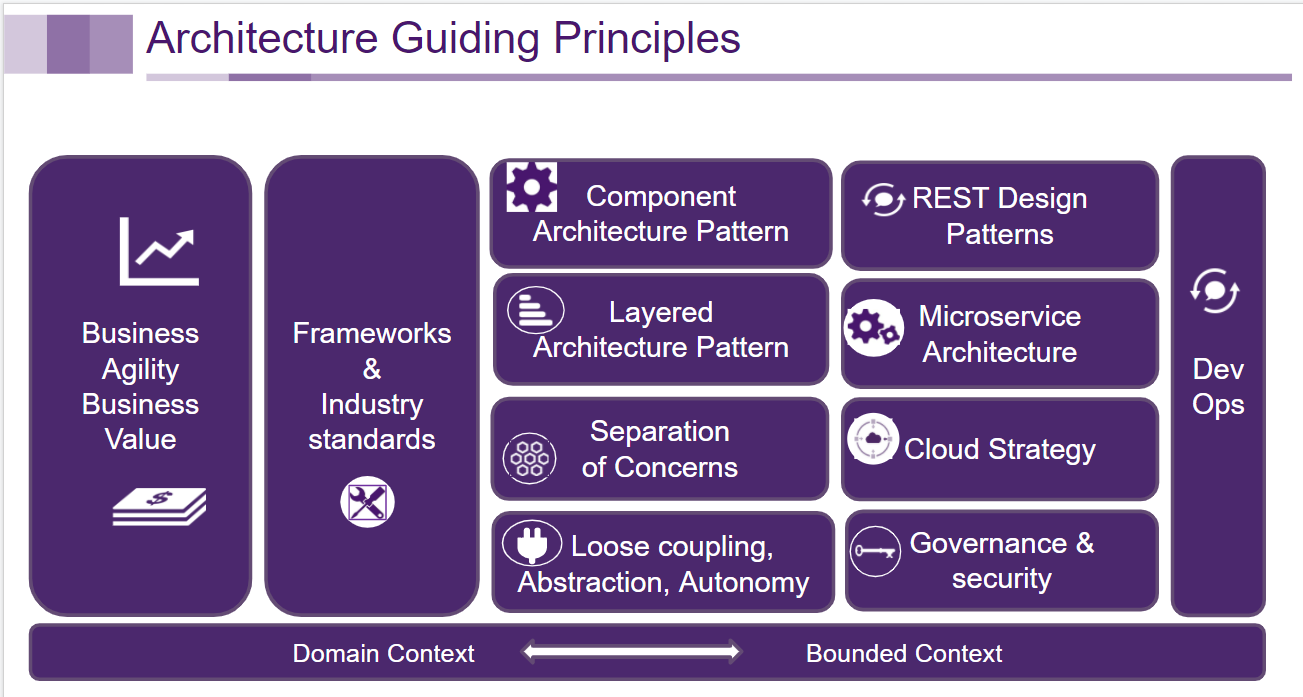 Architecture Guiding Principles
Business
Agility
Business
Value
$
Frameworks
&
Industry
standards
Component
Architecture Pattern
Layered
Architecture Pattern
Separation
of Concerns
Loose coupling,
Abstraction, Autonomy
REST Design
Patterns
Microservice
Architecture
Cloud Strategy
Governance &
security
Dev
Ops
Domain Context
Bounded Context